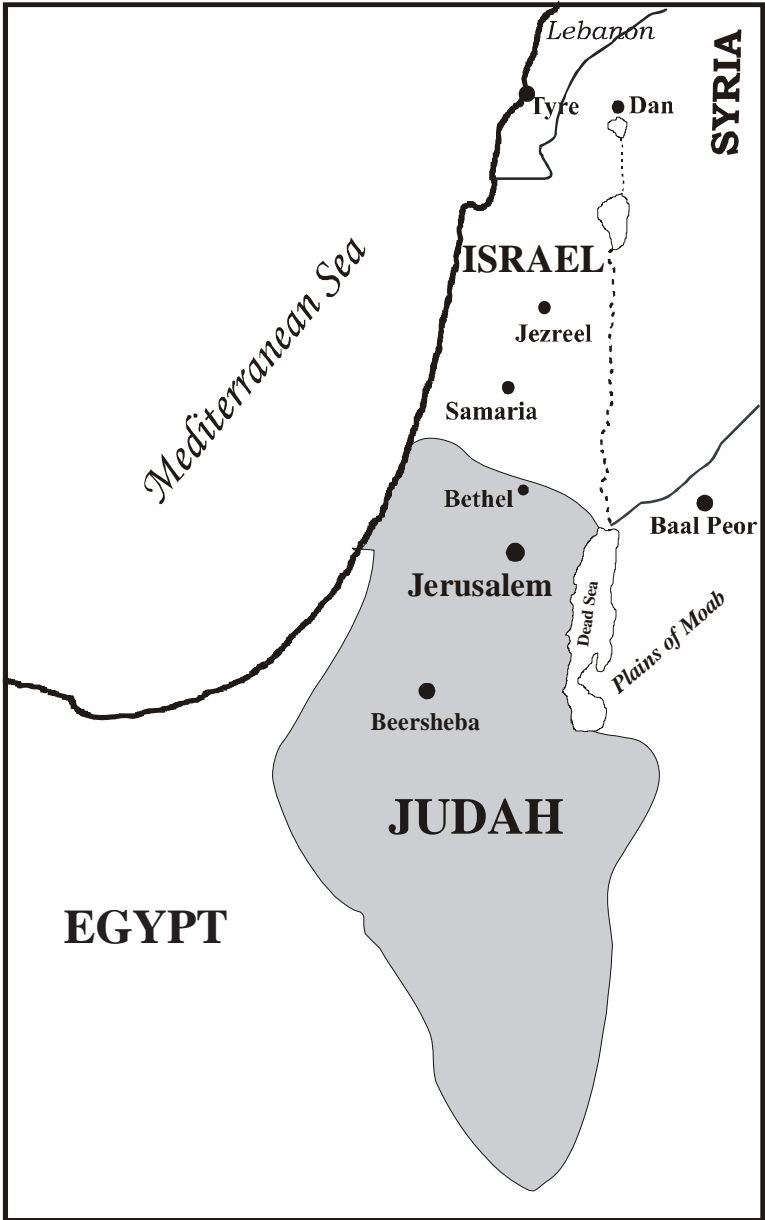 Lebanon
SYRIA
Tyre
Dan
Mediterranean Sea
ISRAEL
Jezreel
Samaria
Bethel
Baal Peor
Jerusalem
Dead Sea
Plains of Moab
Beersheba
JUDAH
EGYPT